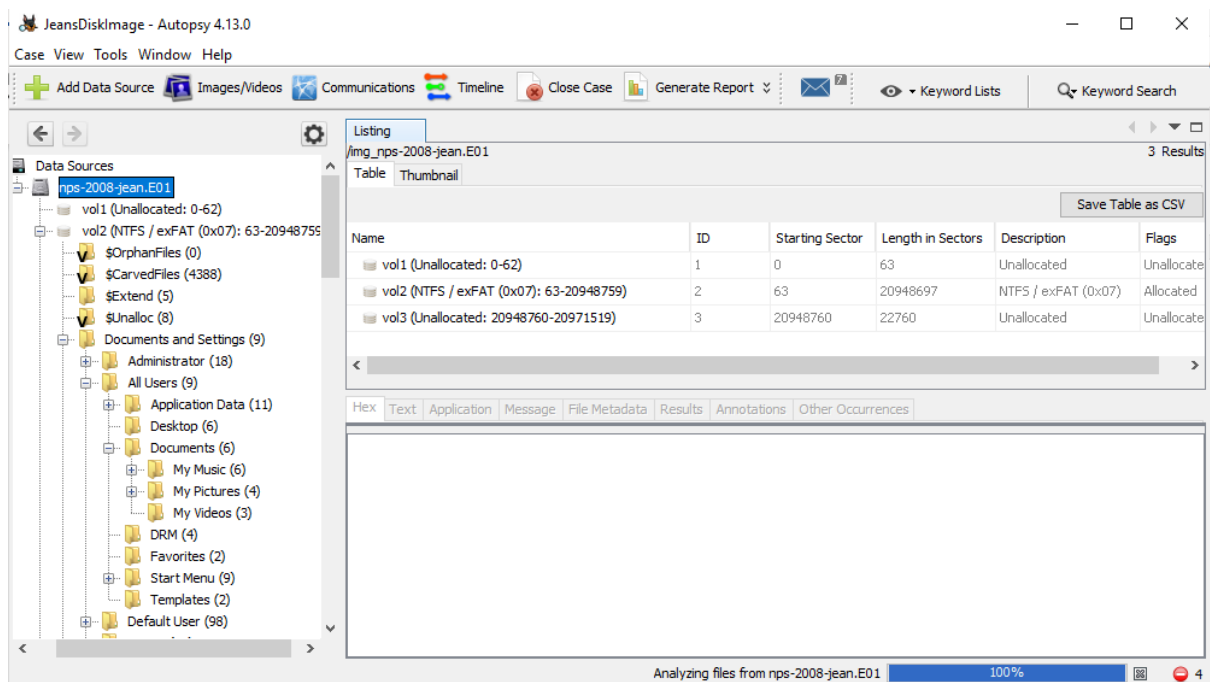 JeansDiskImage - Autopsy 4.13.0
Case View Tools Window Help
Add Data Source Images/Videos Communications Timeline Close Case Generate Report 7 Keyword Lists Keyword Search
Data Sources
nps-2008-jean.E01
vol1 (Unallocated: 0-62)
vol2 (NTFS / exFAT (0x07): 63-20948759
$OrphanFiles (0)
$CarvedFiles (4388)
$Extend (5)
$Unalloc (8)
Documents and Settings (9)
Administrator (18)
All Users (9)
Application Data (11)
Desktop (6)
Documents (6)
My Music (6)
My Pictures (4)
My Videos (3)
DRM (4)
Favorites (2)
Start Menu (9)
Templates (2)
Default User (98)
Listing
/img_nps-2008-jean.E01 3 Results
Table Thumbnail
Save Table as CSV
Name ID Starting Sector Length in Sectors Description Flags
vol1 (Unallocated: 0-62) 1 0 63 Unallocated Unallocate
vol2 (NTFS / exFAT (0x07): 63-20948759) 2 63 20948697 NTFS / exFAT (0x07) Allocated
vol3 (Unallocated: 20948760-20971519) 3 20948760 22760 Unallocated Unallocate
Hex Text Application Message File Metadata Results Annotations Other Occurrences
Analyzing files from nps-2008-jean.E01 100% 4